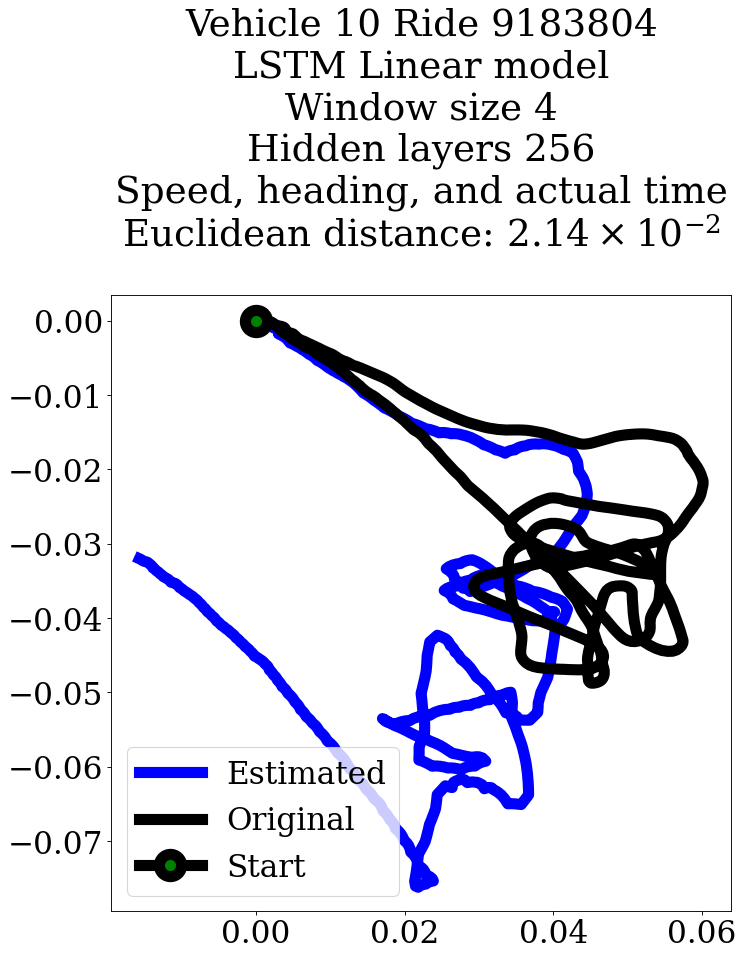 Vehicle 10 Ride 9183804
LSTM Linear model
Window size 4
Hidden layers 256
Speed, heading, and actual time
Euclidean distance: 2.14 × 10⁻²
0.00
−0.01
−0.02
−0.03
−0.04
−0.05
−0.06
−0.07
Estimated
Original
Start
0.00 0.02 0.04 0.06